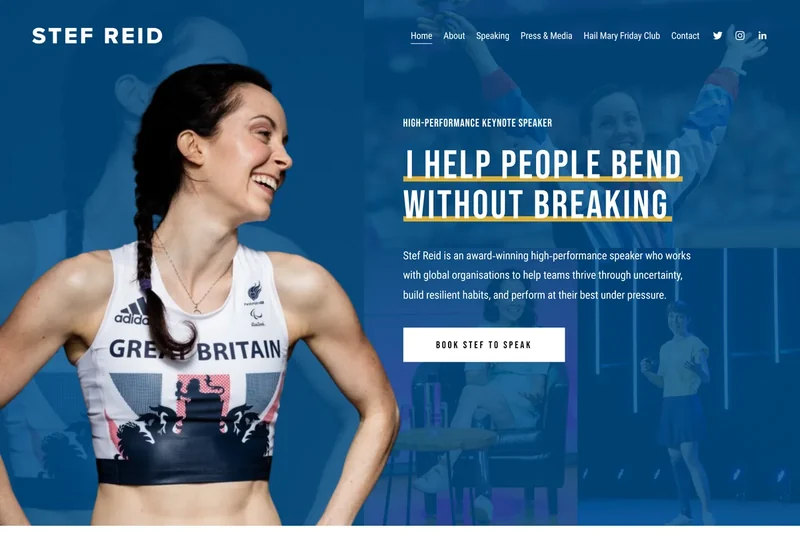 STEF REID
Home About Speaking Press & Media Hail Mary Friday Club Contact
HIGH-PERFORMANCE KEYNOTE SPEAKER
I HELP PEOPLE BEND
WITHOUT BREAKING
Stef Reid is an award-winning high-performance speaker who works
with global organisations to help teams thrive through uncertainty,
build resilient habits, and perform at their best under pressure.
BOOK STEF TO SPEAK
adidas
GREAT BRITAIN